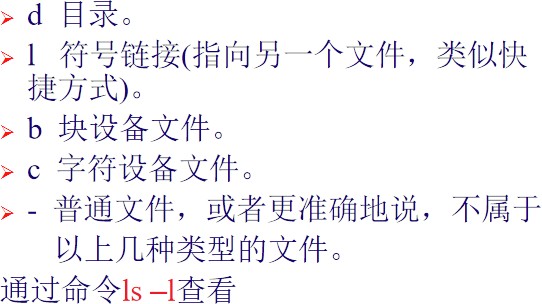 ➢ d 目录。
➢ l 符号链接(指向另一个文件，类似快
捷方式)。
➢ b 块设备文件。
➢ c 字符设备文件。
➢ - 普通文件，或者更准确地说，不属于
以上几种类型的文件。
通过命令ls –l查看